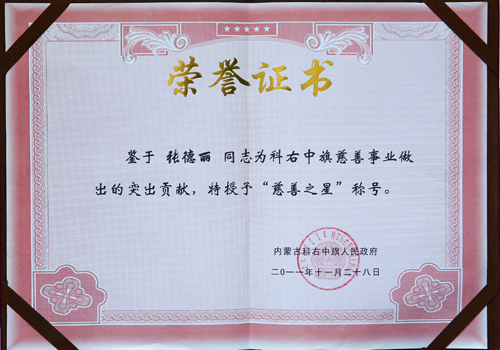 荣誉证书
鉴于 张德丽 同志为科右中旗慈善事业做
出的突出贡献，特授予“慈善之星”称号。
内蒙古科右中旗人民政府
二0一一年十一月二十八日